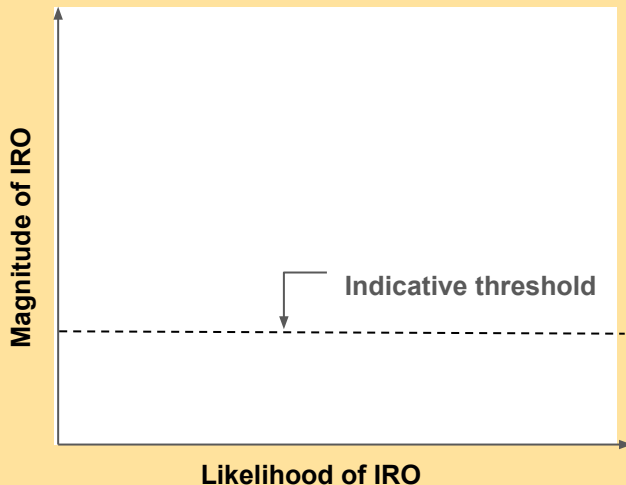 Magnitude of IRO
Indicative threshold
Likelihood of IRO